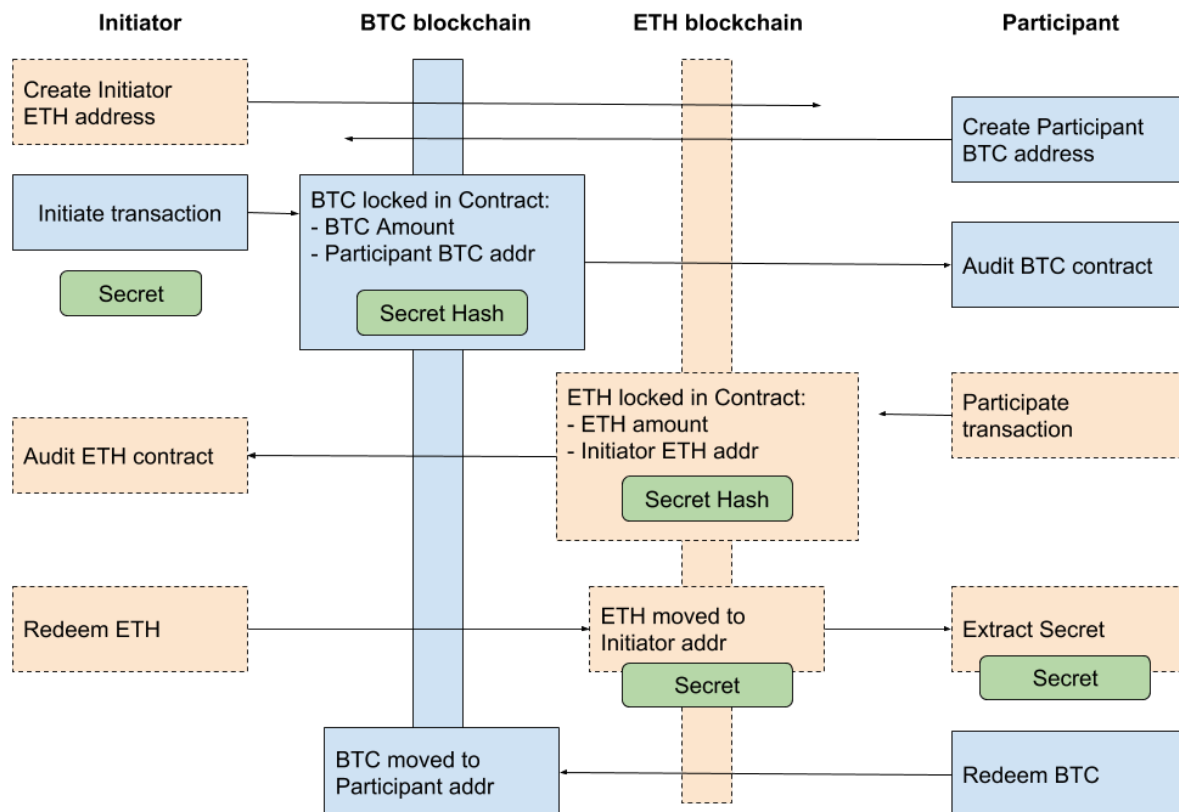 Initiator
BTC blockchain
ETH blockchain
Participant
Create Initiator
ETH address
Create Participant
BTC address
Initiate transaction
BTC locked in Contract:
- BTC Amount
- Participant BTC addr
Audit BTC contract
Secret
Secret Hash
ETH locked in Contract:
- ETH amount
- Initiator ETH addr
Participate
transaction
Audit ETH contract
Secret Hash
Redeem ETH
ETH moved to
Initiator addr
Extract Secret
Secret
Secret
BTC moved to
Participant addr
Redeem BTC